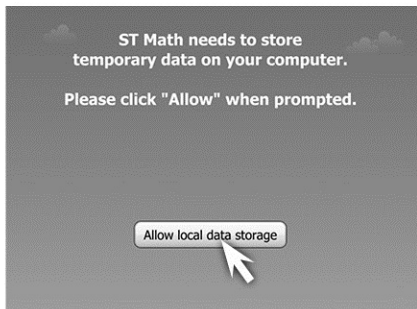 ST Math needs to store
temporary data on your computer.
Please click "Allow" when prompted.
Allow local data storage